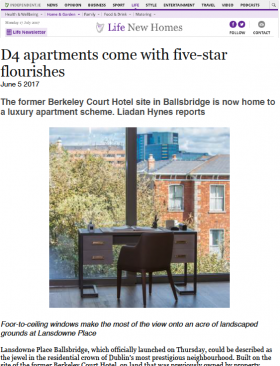 INDEPENDENT.IE NEWS OPINION BUSINESS SPORT LIFE STYLE ENTERTAINMENT TRAVEL VIDEO PODCASTS
Health & Wellbeing Home & Garden Family Food & Drink Motoring
Monday 17 July 2017
Life New Homes
Life Newsletter
D4 apartments come with five-star
flourishes
June 5 2017
The former Berkeley Court Hotel site in Ballsbridge is now home to
a luxury apartment scheme. Liadan Hynes reports
Foor-to-ceiling windows make the most of the view onto an acre of landscaped
grounds at Lansdowne Place
Lansdowne Place Ballsbridge, which officially launched on Thursday, could be described as
the jewel in the residential crown of Dublin's most prestigious neighbourhood. Built on the
site of the former Berkeley Court Hotel, on land that was previously owned by property